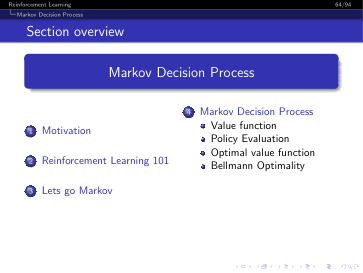 Reinforcement Learning 64/94
Markov Decision Process
Section overview
Markov Decision Process
1 Motivation
2 Reinforcement Learning 101
3 Lets go Markov
4 Markov Decision Process
Value function
Policy Evaluation
Optimal value function
Bellmann Optimality